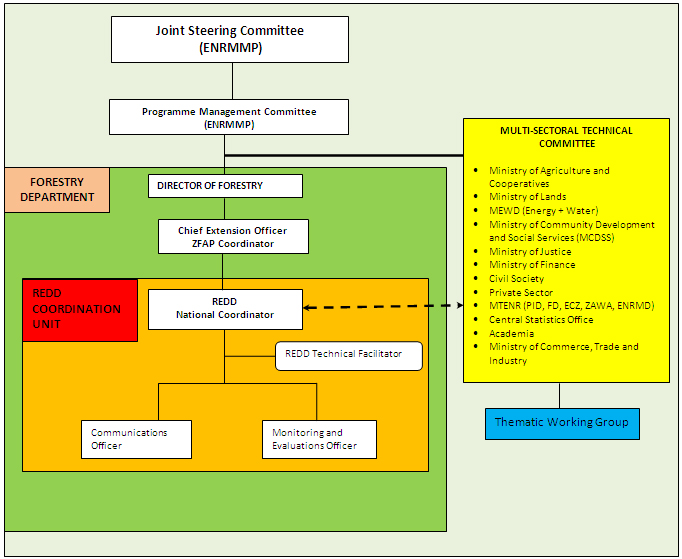 Joint Steering Committee
(ENRMMP)
Programme Management Committee
(ENRMMP)
MULTI-SECTORAL TECHNICAL
COMMITTEE
• Ministry of Agriculture and
Cooperatives
• Ministry of Lands
• MEWD (Energy + Water)
• Ministry of Community Development
and Social Services (MCDSS)
• Ministry of Justice
• Ministry of Finance
• Civil Society
• Private Sector
• MTENR (PID, FD, ECZ, ZAWA, ENRMD)
• Central Statistics Office
• Academia
• Ministry of Commerce, Trade and
Industry
Thematic Working Group
FORESTRY
DEPARTMENT
DIRECTOR OF FORESTRY
Chief Extension Officer
ZFAP Coordinator
REDD
COORDINATION
UNIT
REDD
National Coordinator
REDD Technical Facilitator
Communications
Officer
Monitoring and
Evaluations Officer